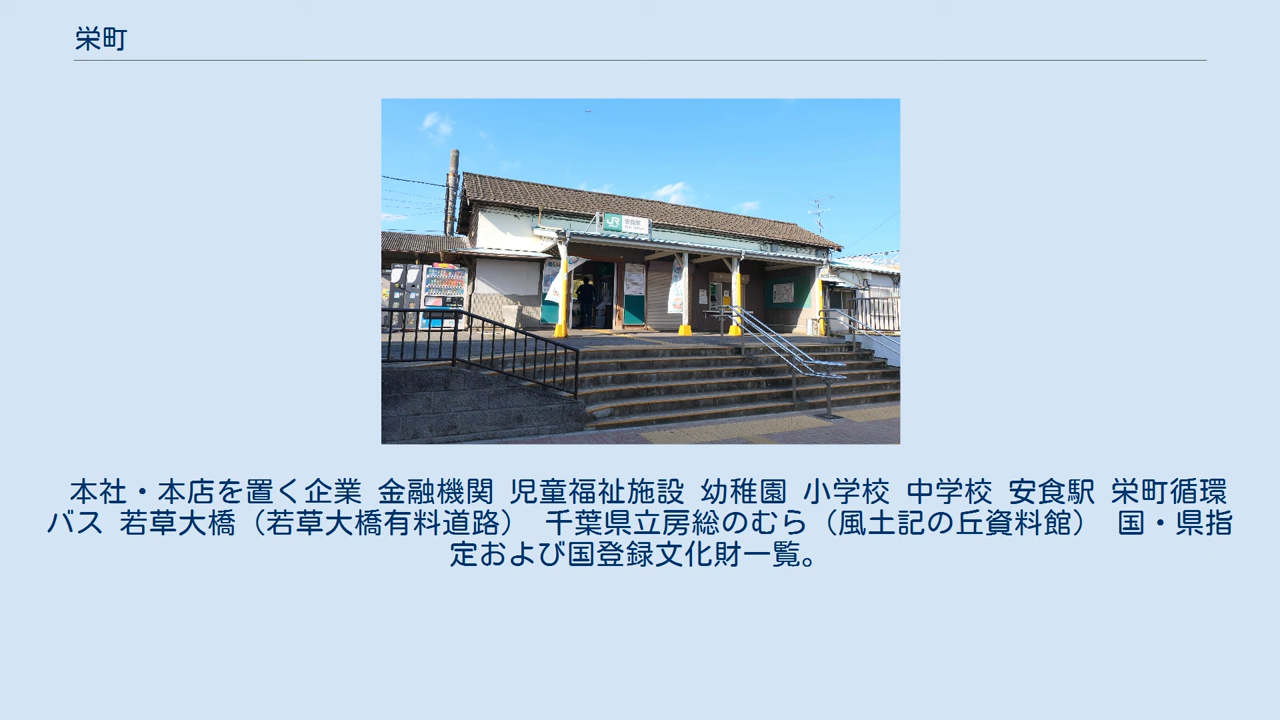 栄町
JR 安食駅
本社・本店を置く企業 金融機関 児童福祉施設 幼稚園 小学校 中学校 安食駅 栄町循環
バス 若草大橋（若草大橋有料道路） 千葉県立房総のむら（風土記の丘資料館） 国・県指
定および国登録文化財一覧。